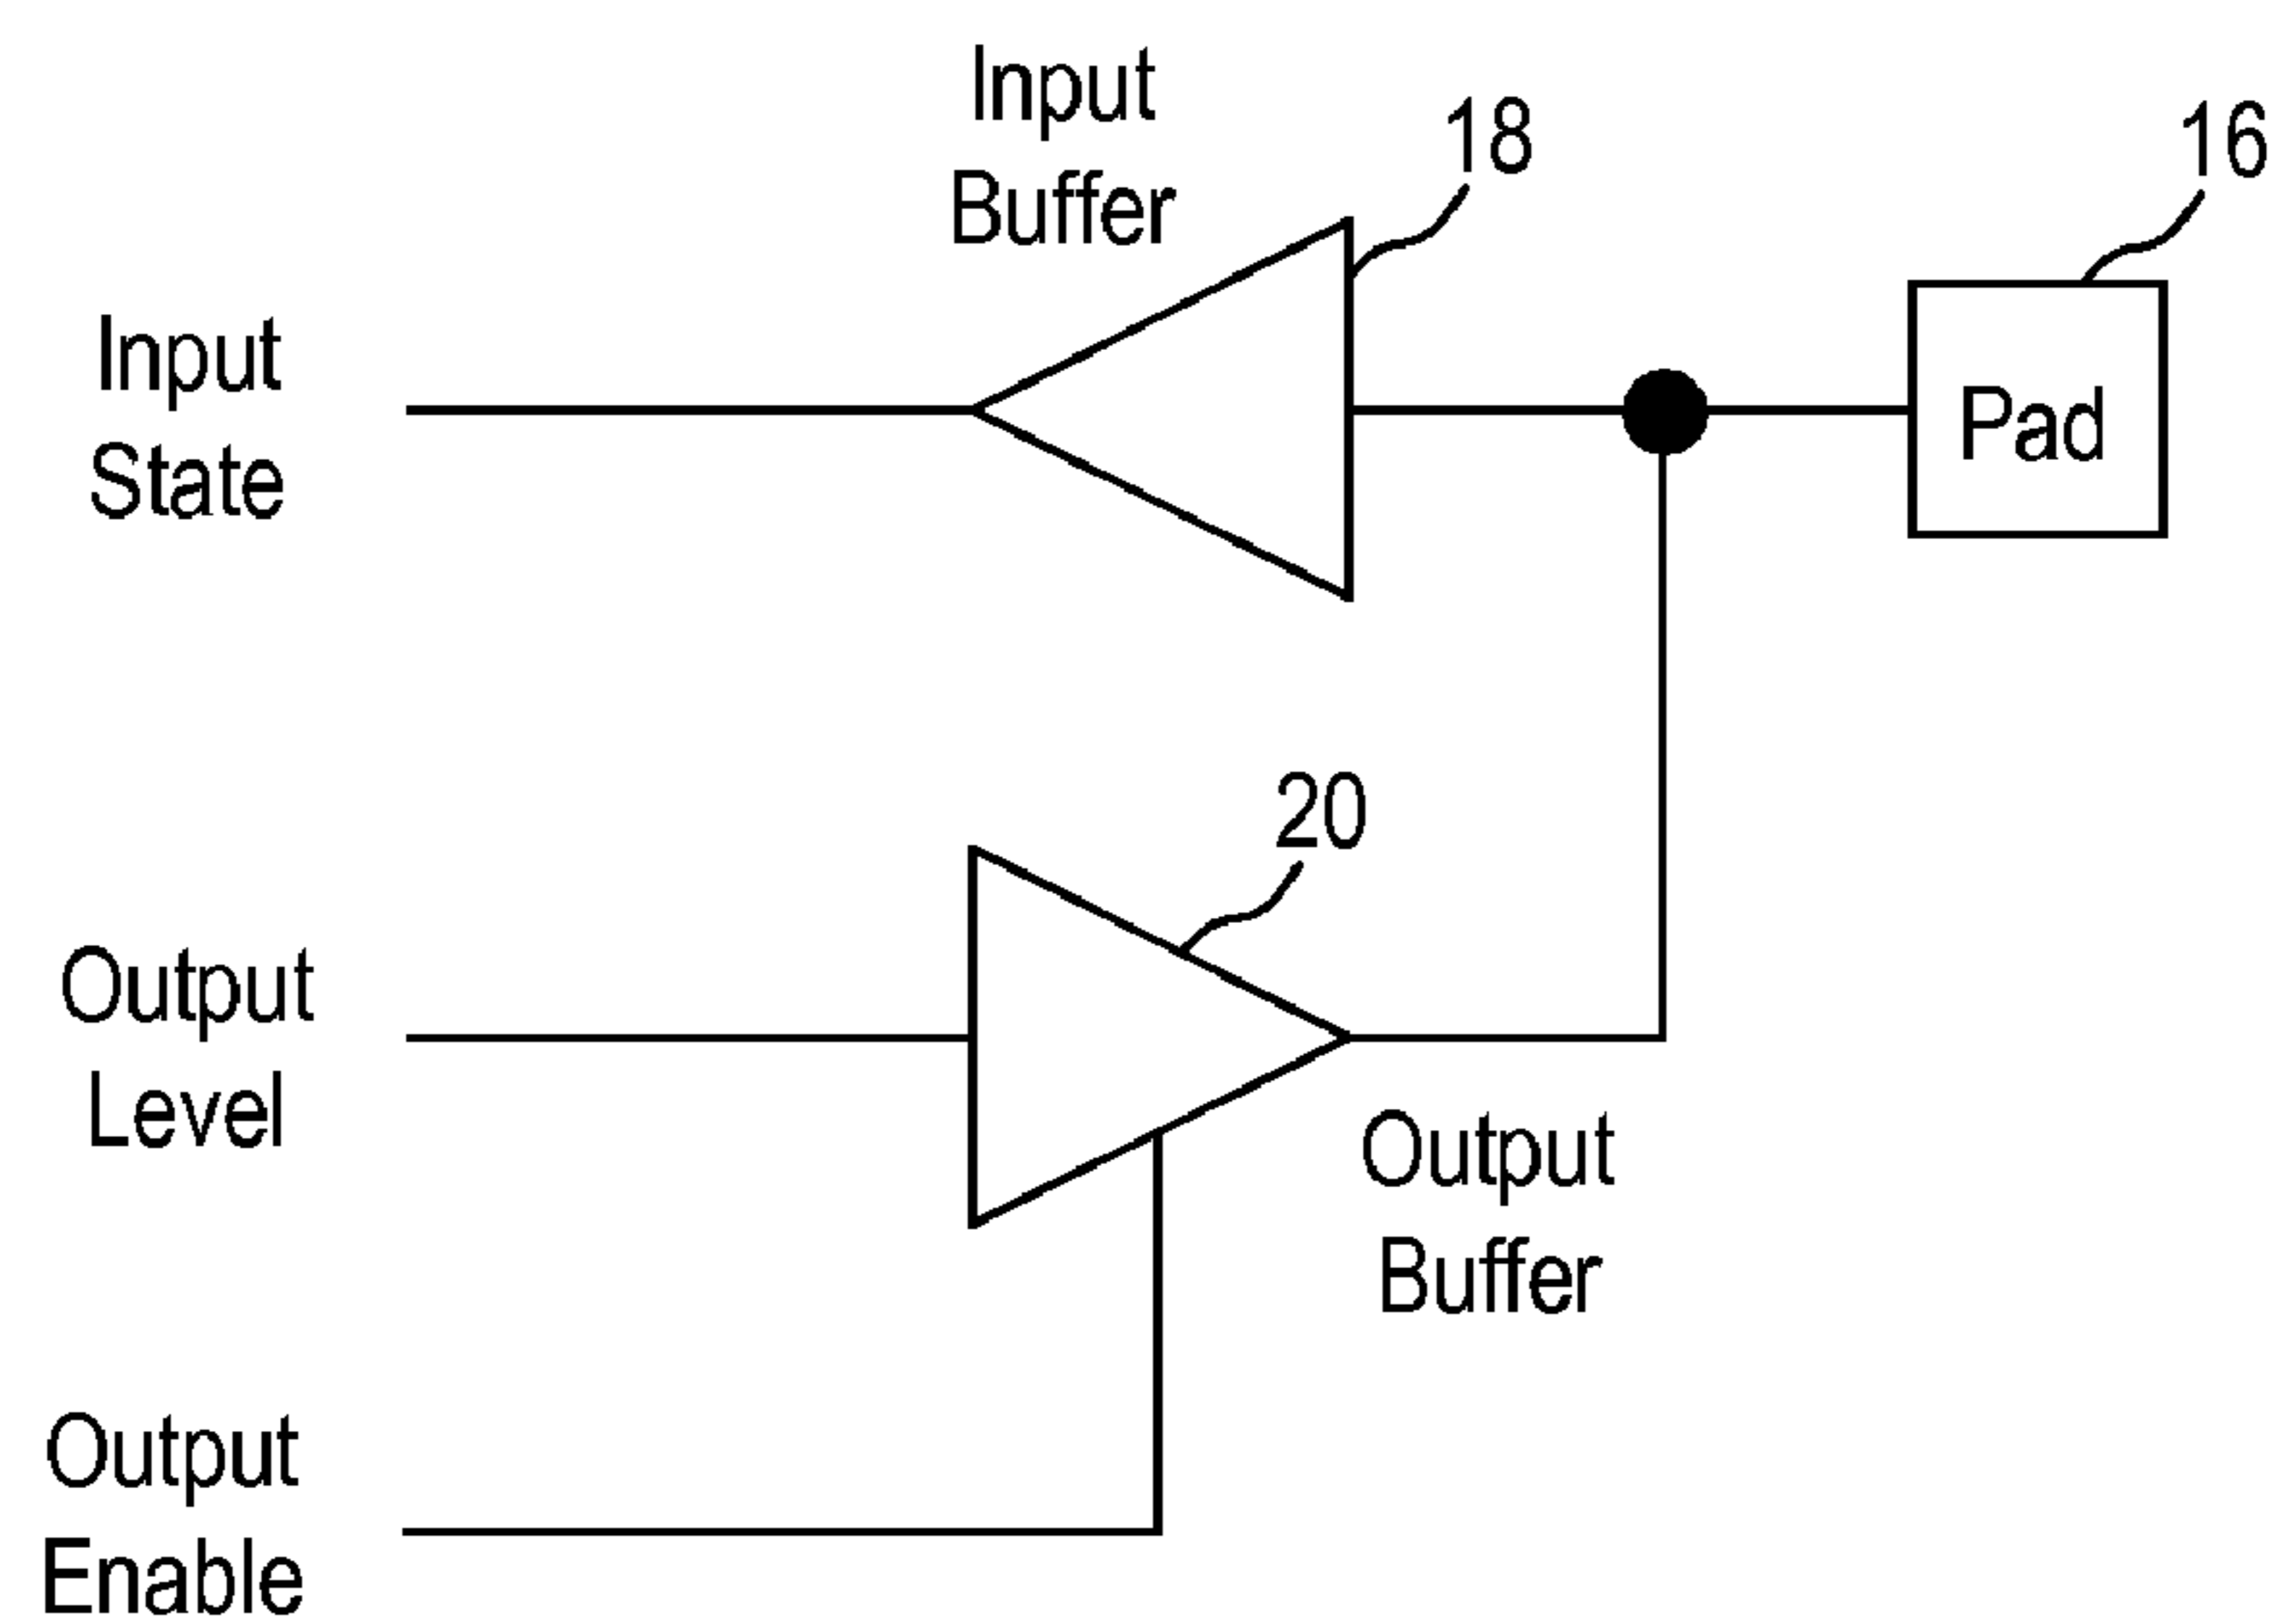 Input
Buffer
18
16
Input
State
Pad
20
Output
Level
Output
Buffer
Output
Enable